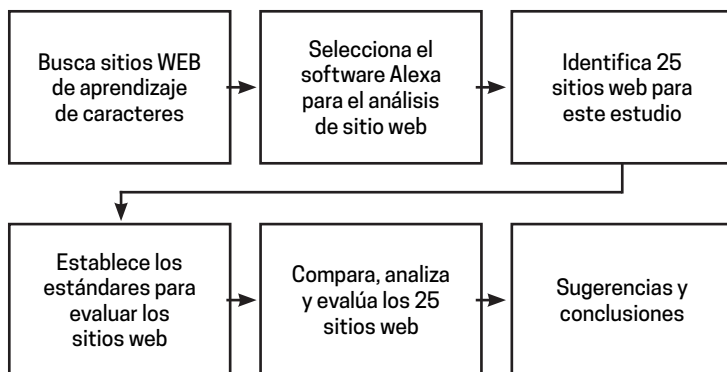 Busca sitios WEB
de aprendizaje
de caracteres
Selecciona el
software Alexa
para el análisis
de sitio web
Identifica 25
sitios web para
este estudio
Establece los
estándares para
evaluar los
sitios web
Compara, analiza
y evalúa los 25
sitios web
Sugerencias y
conclusiones